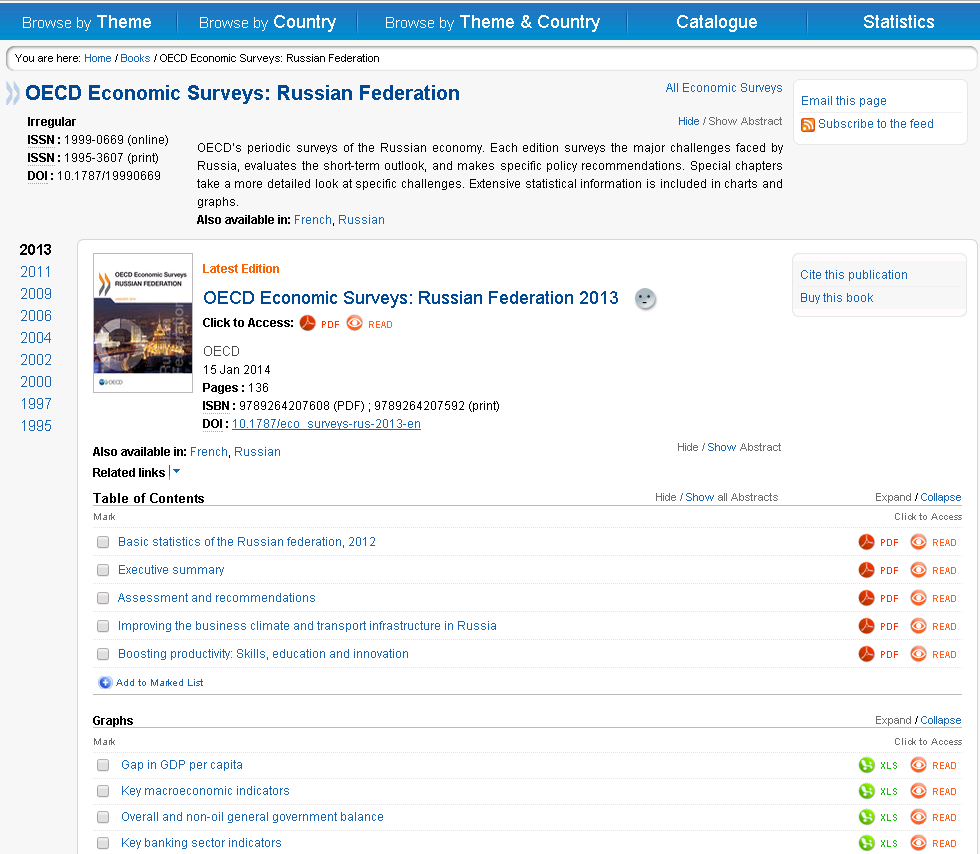 Browse by Theme Browse by Country Browse by Theme & Country Catalogue Statistics
You are here: Home / Books / OECD Economic Surveys: Russian Federation
OECD Economic Surveys: Russian Federation
All Economic Surveys
Email this page
Subscribe to the feed
Irregular
ISSN : 1999-0669 (online)
ISSN : 1995-3607 (print)
DOI : 10.1787/19990669
Hide / Show Abstract
OECD's periodic surveys of the Russian economy. Each edition surveys the major challenges faced by
Russia, evaluates the short-term outlook, and makes specific policy recommendations. Special chapters
take a more detailed look at specific challenges. Extensive statistical information is included in charts and
graphs.
Also available in: French, Russian
2013
2011
2009
2006
2004
2002
2000
1997
1995
OECD Economic Surveys
RUSSIAN FEDERATION
OECD
Latest Edition
OECD Economic Surveys: Russian Federation 2013
Click to Access: PDF READ
OECD
15 Jan 2014
Pages : 136
ISBN : 9789264207608 (PDF) ; 9789264207592 (print)
DOI : 10.1787/eco_surveys-rus-2013-en
Cite this publication
Buy this book
Also available in: French, Russian
Hide / Show Abstract
Related links
Table of Contents Hide / Show all Abstracts Expand / Collapse
Mark Click to Access
Basic statistics of the Russian federation, 2012 PDF READ
Executive summary PDF READ
Assessment and recommendations PDF READ
Improving the business climate and transport infrastructure in Russia PDF READ
Boosting productivity: Skills, education and innovation PDF READ
Add to Marked List
Graphs Expand / Collapse
Mark Click to Access
Gap in GDP per capita XLS READ
Key macroeconomic indicators XLS READ
Overall and non-oil general government balance XLS READ
Key banking sector indicators XLS READ